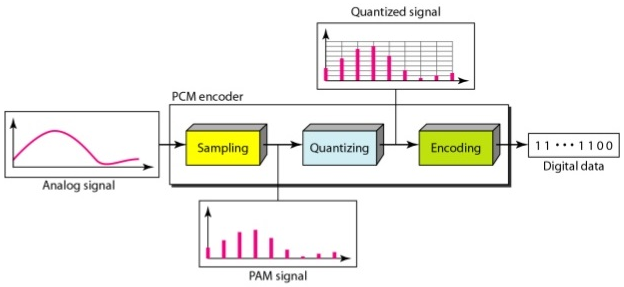 Quantized signal
PCM encoder
Sampling
Quantizing
Encoding
11•••1100
Digital data
Analog signal
PAM signal